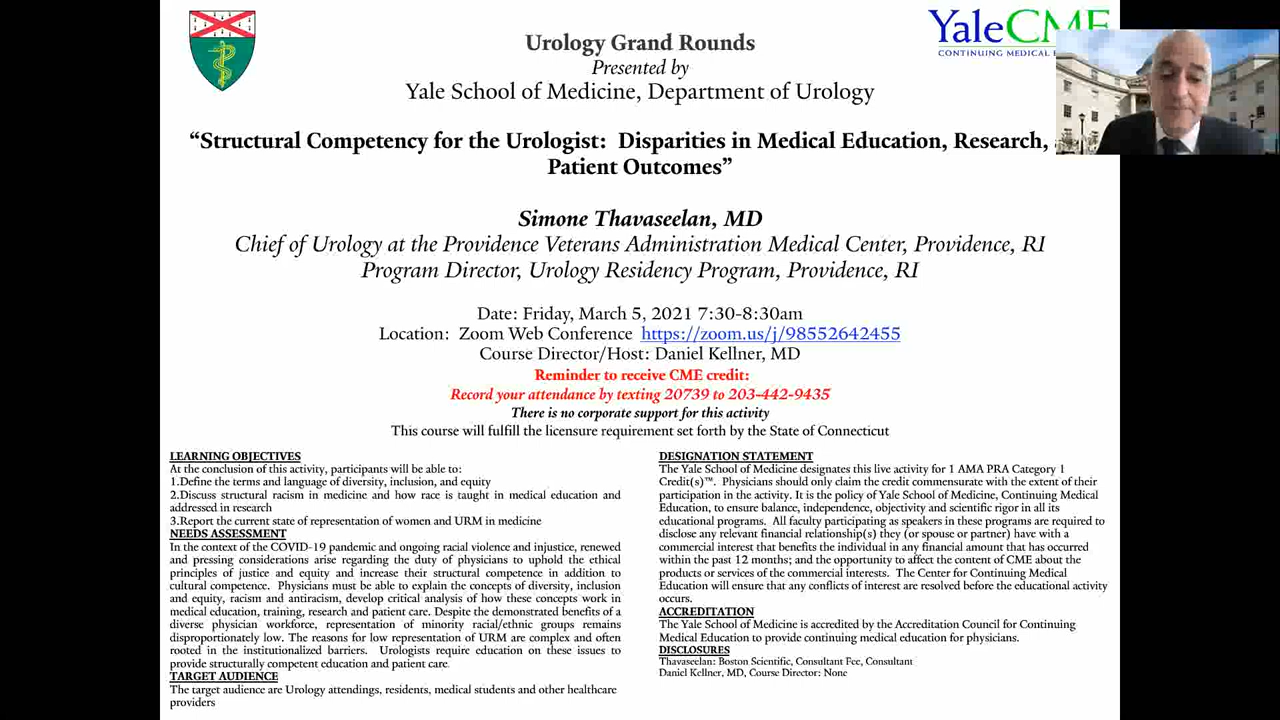 YaleCME
CONTINUING MEDICAL
Urology Grand Rounds
Presented by
Yale School of Medicine, Department of Urology
“Structural Competency for the Urologist: Disparities in Medical Education, Research,
Patient Outcomes”
Simone Thavaseelan, MD
Chief of Urology at the Providence Veterans Administration Medical Center, Providence, RI
Program Director, Urology Residency Program, Providence, RI
Date: Friday, March 5, 2021 7:30-8:30am
Location: Zoom Web Conference https://zoom.us/j/98552642455
Course Director/Host: Daniel Kellner, MD
Reminder to receive CME credit:
Record your attendance by texting 20739 to 203-442-9435
There is no corporate support for this activity
This course will fulfill the licensure requirement set forth by the State of Connecticut
LEARNING OBJECTIVES
At the conclusion of this activity, participants will be able to:
1.Define the terms and language of diversity, inclusion, and equity
2.Discuss structural racism in medicine and how race is taught in medical education and
addressed in research
3.Report the current state of representation of women and URM in medicine
NEEDS ASSESSMENT
In the context of the COVID-19 pandemic and ongoing racial violence and injustice, renewed
and pressing considerations arise regarding the duty of physicians to uphold the ethical
principles of justice and equity and increase their structural competence in addition to
cultural competence. Physicians must be able to explain the concepts of diversity, inclusion
and equity, racism and antiracism, develop critical analysis of how these concepts work in
medical education, training, research and patient care. Despite the demonstrated benefits of a
diverse physician workforce, representation of minority racial/ethnic groups remains
disproportionately low. The reasons for low representation of URM are complex and often
rooted in the institutionalized barriers. Urologists require education on these issues to
provide structurally competent education and patient care.
TARGET AUDIENCE
The target audience are Urology attendings, residents, medical students and other healthcare
providers
DESIGNATION STATEMENT
The Yale School of Medicine designates this live activity for 1 AMA PRA Category 1
Credit(s)™. Physicians should only claim the credit commensurate with the extent of their
participation in the activity. It is the policy of Yale School of Medicine, Continuing Medical
Education, to ensure balance, independence, objectivity and scientific rigor in all its
educational programs. All faculty participating as speakers in these programs are required to
disclose any relevant financial relationship(s) they (or spouse or partner) have with a
commercial interest that benefits the individual in any financial amount that has occurred
within the past 12 months; and the opportunity to affect the content of CME about the
products or services of the commercial interests. The Center for Continuing Medical
Education will ensure that any conflicts of interest are resolved before the educational activity
occurs.
ACCREDITATION
The Yale School of Medicine is accredited by the Accreditation Council for Continuing
Medical Education to provide continuing medical education for physicians.
DISCLOSURES
Thavaseelan: Boston Scientific, Consultant Fee, Consultant
Daniel Kellner, MD, Course Director: None